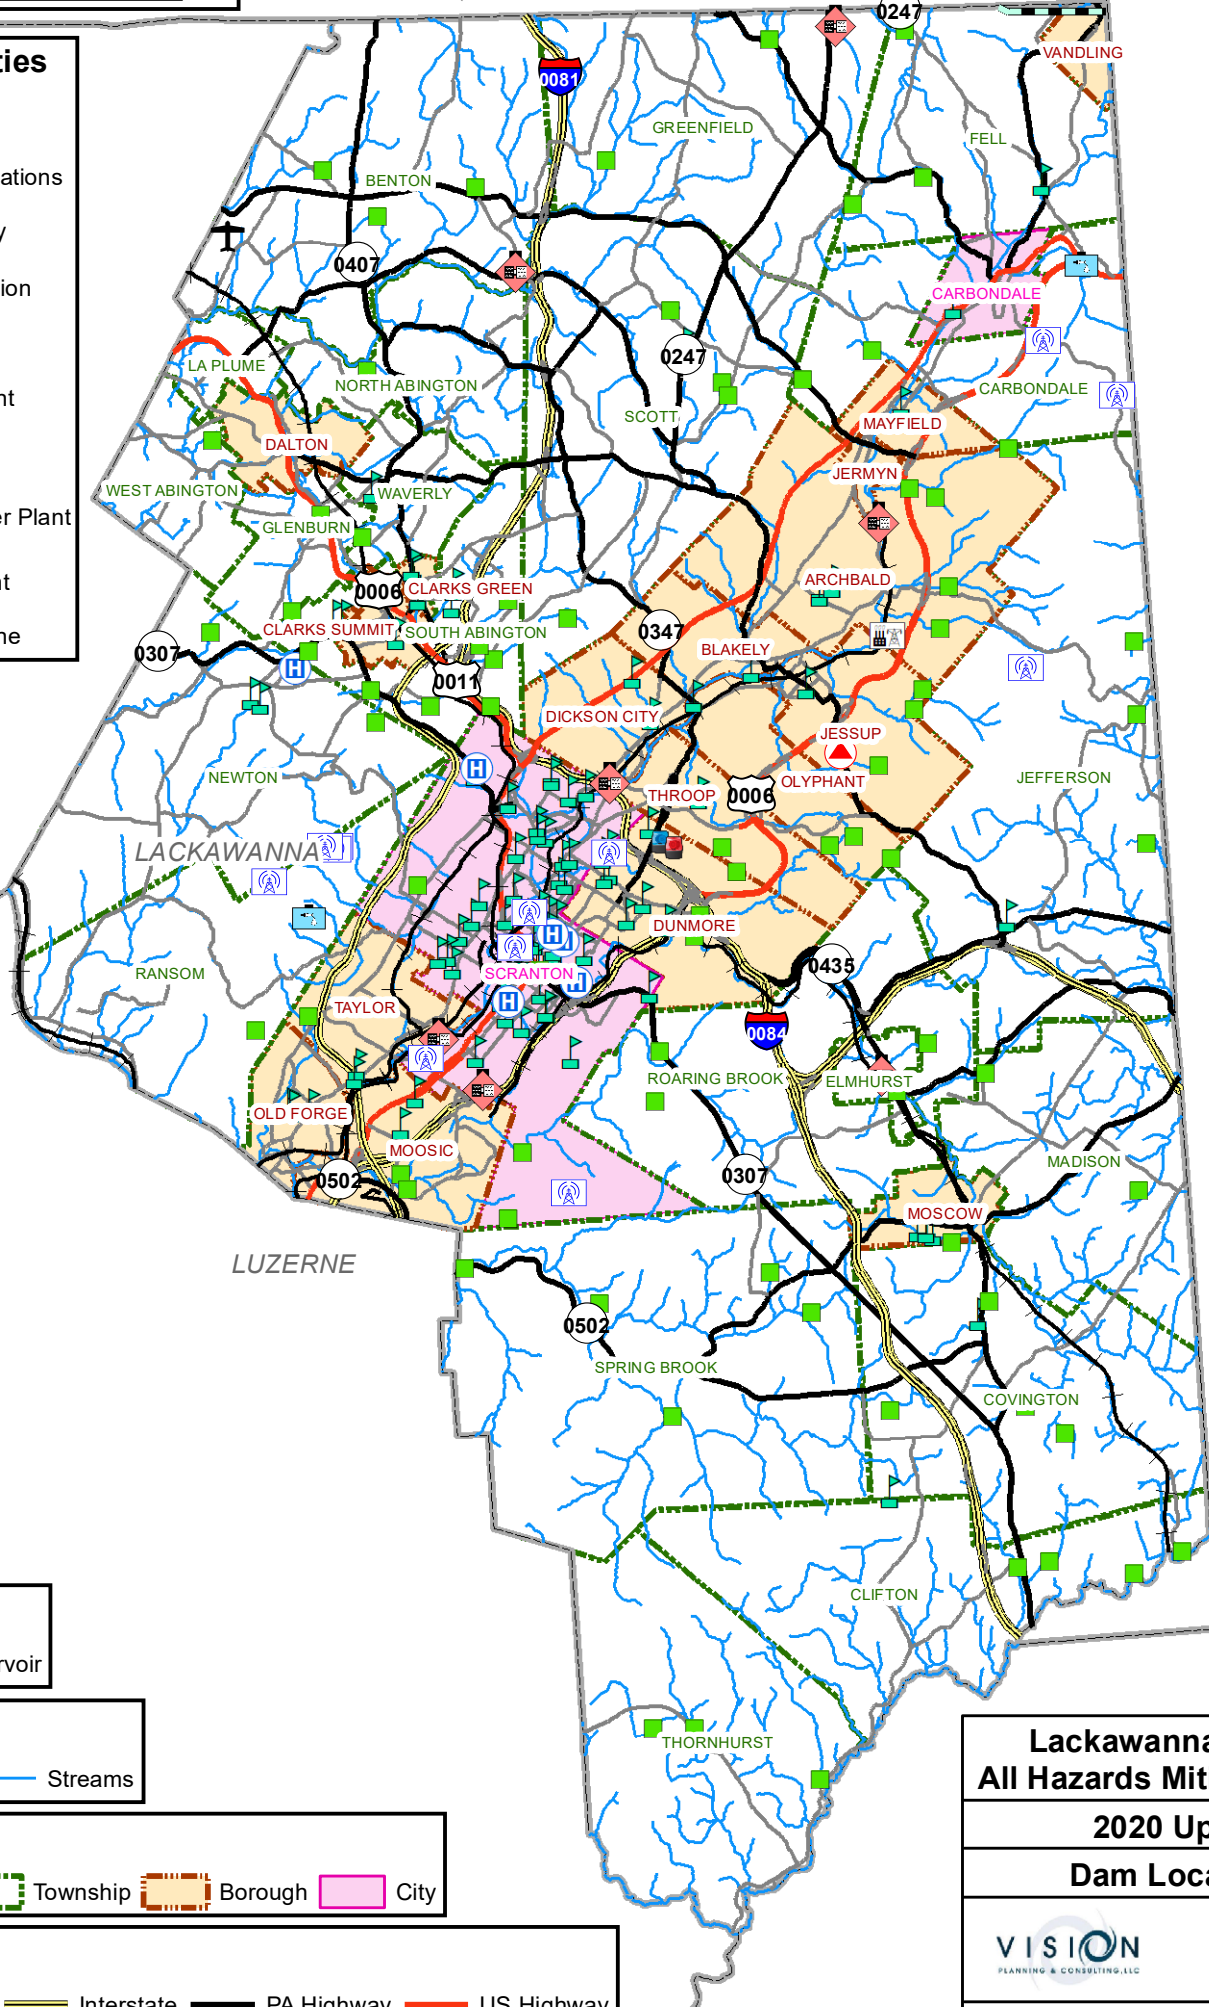 0247
VANDLING
ties
0081
GREENFIELD
FELL
ations
BENTON
y
0407
ion
CARBONDALE
0247
LA PLUME
NORTH ABINGTON
CARBONDALE
nt
SCOTT
MAYFIELD
DALTON
JERMYN
WEST ABINGTON
WAVERLY
er Plant
GLENBURN
ARCHBALD
nt
0006
CLARKS GREEN
CLARKS SUMMIT
SOUTH ABINGTON
0347
ne
0307
BLAKELY
0011
DICKSON CITY
JESSUP
NEWTON
OLYPHANT
JEFFERSON
THROOP
0006
LACKAWANNA
DUNMORE
RANSOM
SCRANTON
0435
TAYLOR
0084
ROARING BROOK
ELMHURST
OLD FORGE
MOOSIC
MADISON
0502
0307
MOSCOW
LUZERNE
0502
SPRING BROOK
COVINGTON
CLIFTON
rvoir
THORNHURST
Streams
Township
Borough
City
Interstate
PA Highway
US Highway
Lackawanna
All Hazards Mit
2020 Up
Dam Loca
VISION
PLANNING & CONSULTING, LLC